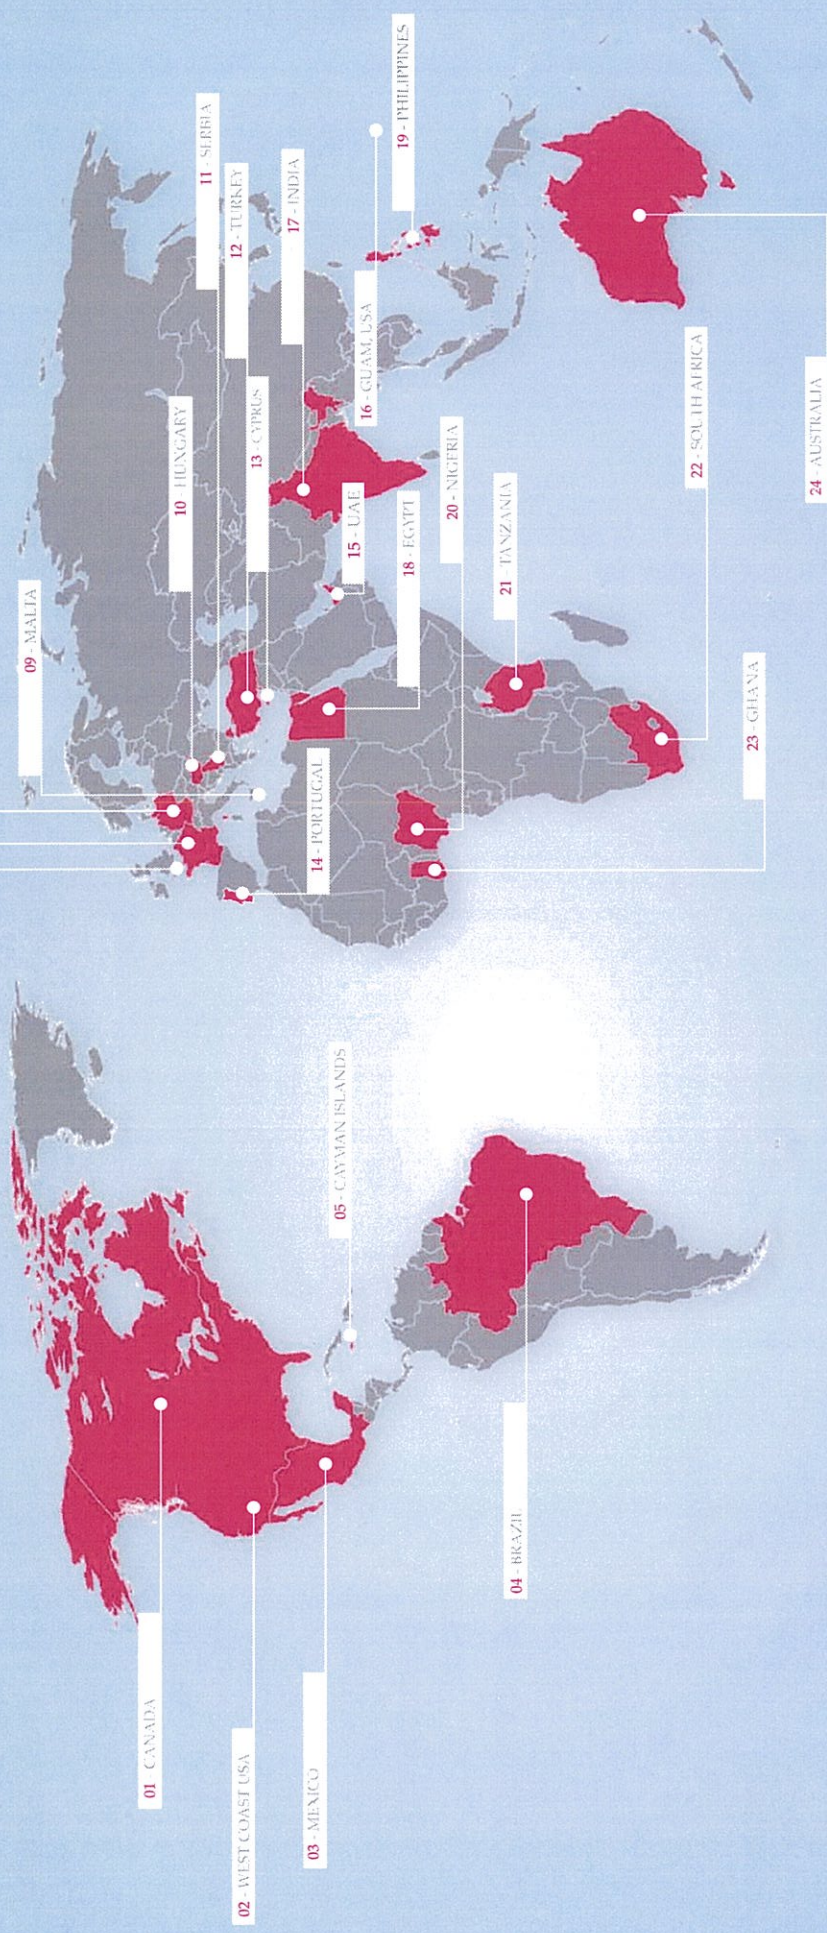 01 - CANADA
02 - WEST COAST USA
03 - MEXICO
04 - BRAZIL
05 - CAYMAN ISLANDS
09 - MALTA
10 - HUNGARY
11 - SERBIA
12 - TURKEY
13 - CYPRUS
14 - PORTUGAL
15 - UAE
16 - GUAM, USA
17 - INDIA
18 - EGYPT
19 - PHILIPPINES
20 - NIGERIA
21 - TANZANIA
22 - SOUTH AFRICA
23 - GHANA
24 - AUSTRALIA